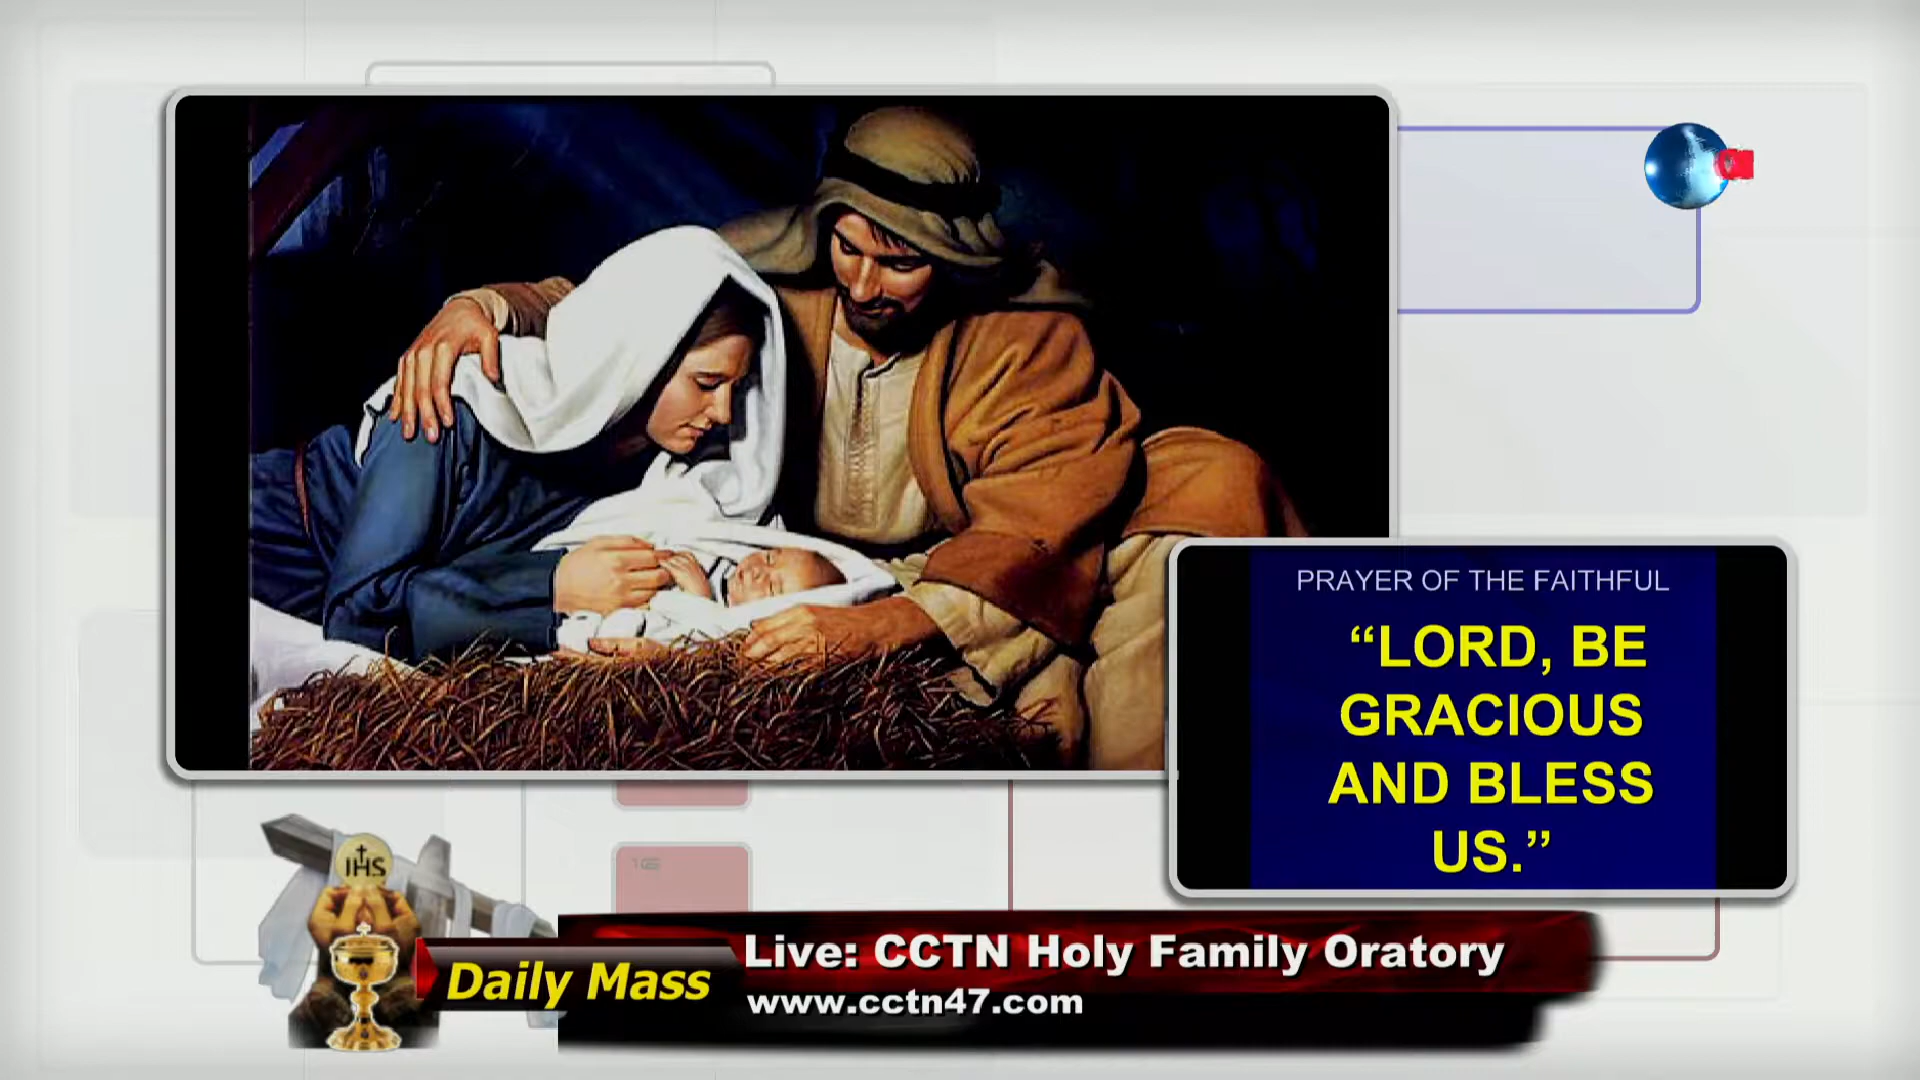 PRAYER OF THE FAITHFUL
“LORD, BE
GRACIOUS
AND BLESS
US.”
IHS
Daily Mass
Live: CCTN Holy Family Oratory
www.cctn47.com